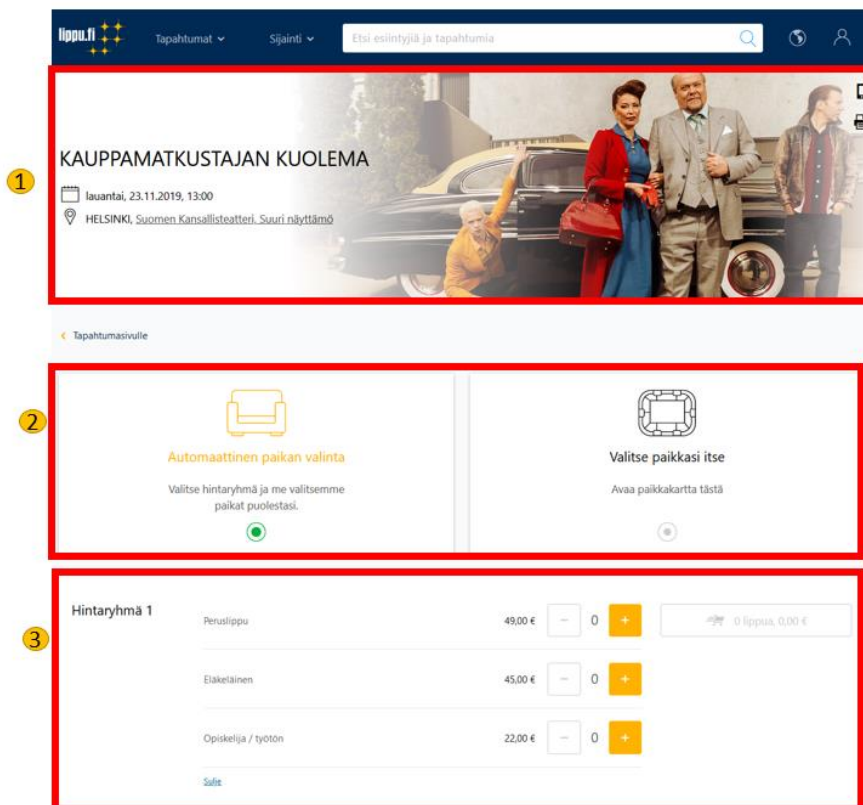 lippu.fi Tapahtumat Sijainti Etsi esiintyjiä ja tapahtumia
1
KAUPPAMATKUSTAJAN KUOLEMA
lauantai, 23.11.2019, 13:00
HELSINKI, Suomen Kansallisteatteri, Suuri näyttämö
Tapahtumasivulle
2
Automaattinen paikan valinta
Valitse hintaryhmä ja me valitsemme
paikat puolestasi.
Valitse paikkasi itse
Avaa paikkakartta tästä
3
Hintaryhmä 1
Peruslippu 49,00 € − 0 + 0 lippua, 0,00 €
Eläkeläinen 45,00 € − 0 +
Opiskelija / työtön 22,00 € − 0 +
Sulje